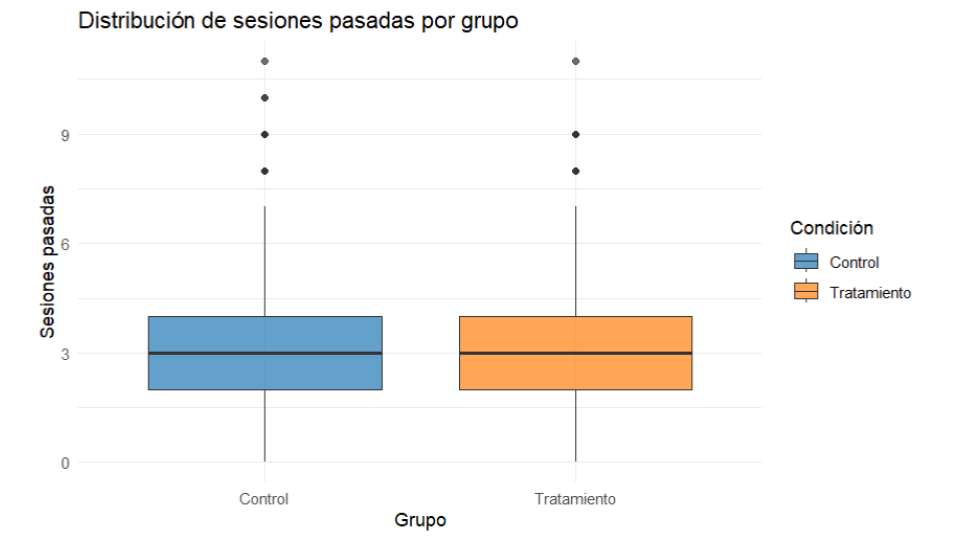 Distribución de sesiones pasadas por grupo
Sesiones pasadas
9
6
3
0
Control
Tratamiento
Grupo
Condición
Control
Tratamiento